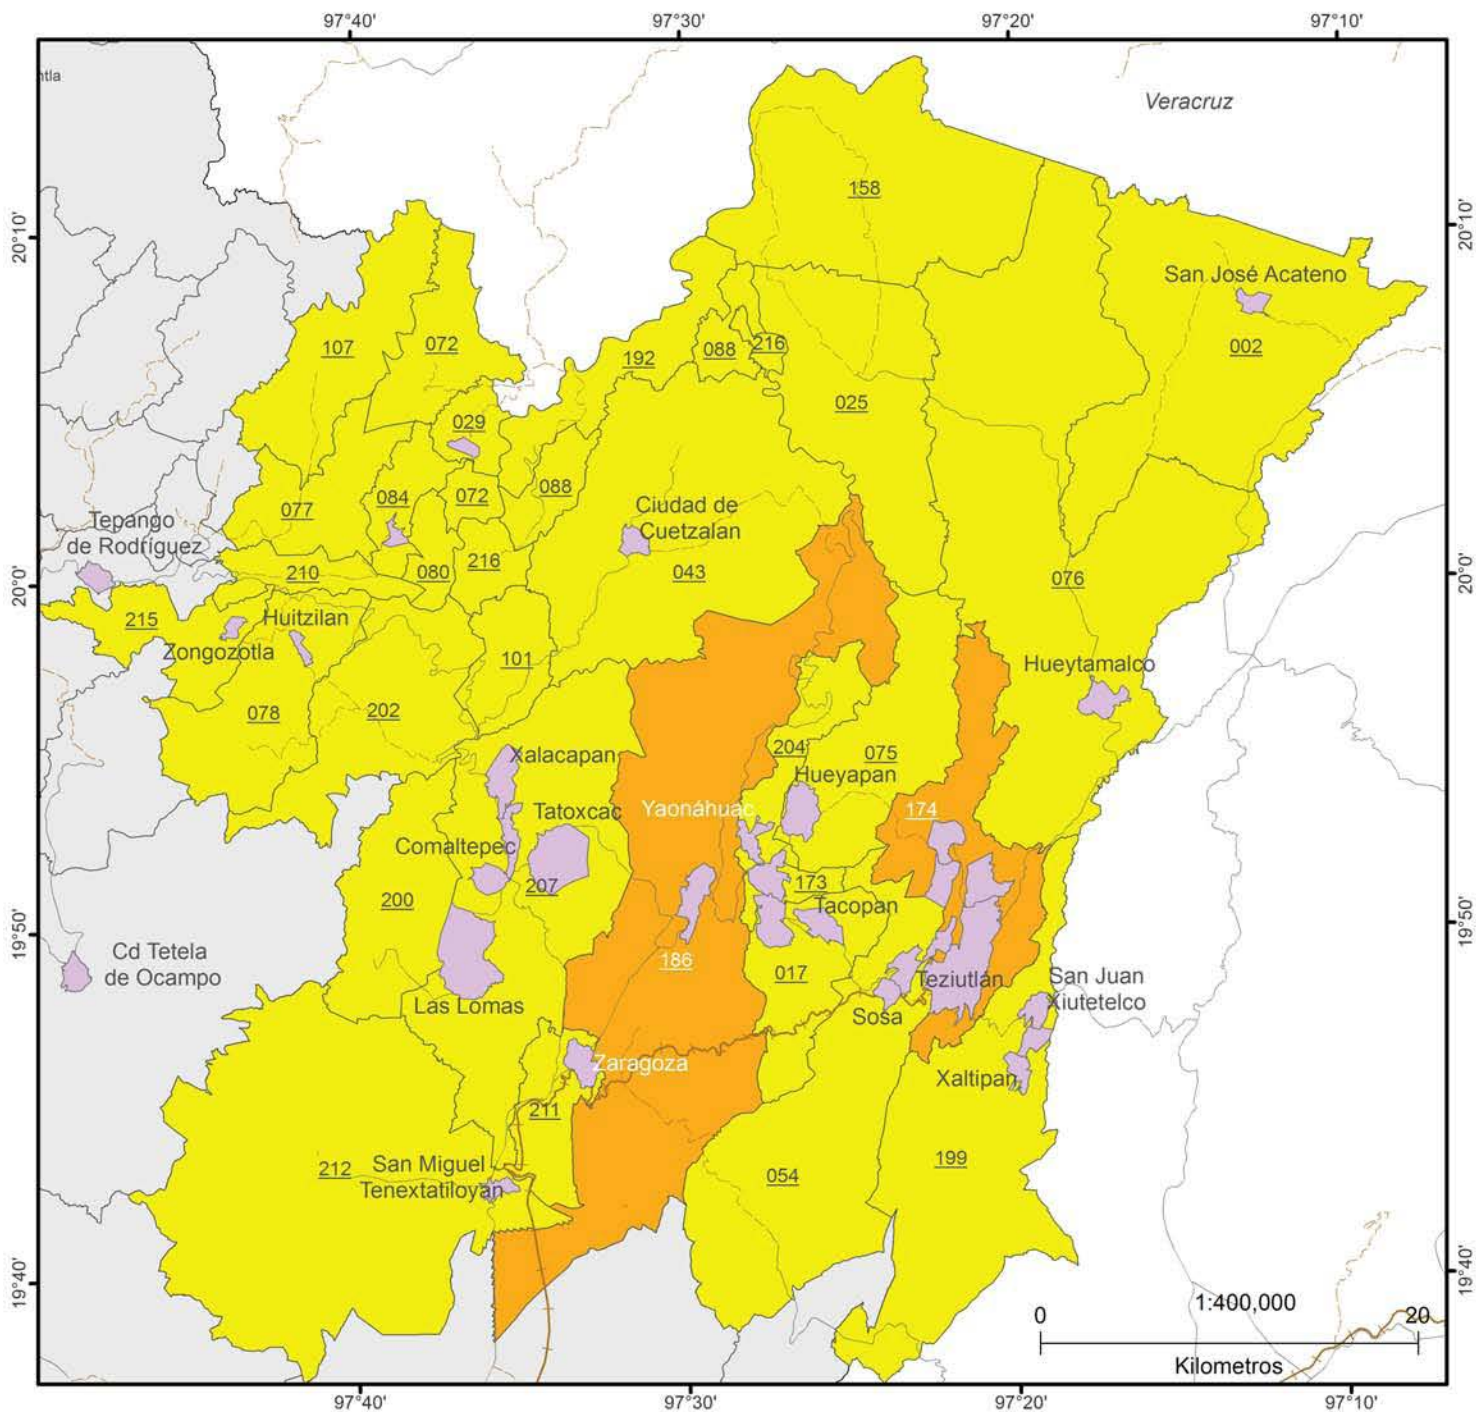 97°40'
97°30'
97°20'
97°10'
ntla
Veracruz
158
20°10'
20°10'
San José Acateno
107
072
192
088
216
002
029
025
077
084
072
088
Ciudad de
Cuetzalan
Tepango
de Rodríguez
210
080
216
043
076
20°0'
20°0'
215
Huitzilan
Zongozotla
101
Hueytamalco
078
202
204
075
Xalacapan
Hueyapan
Tatoxcac
Yaonáhuac
174
Comaltepec
207
173
200
Tacopan
19°50'
19°50'
Cd Tetela
de Ocampo
186
017
Teziutlán
San Juan
Xiutetelco
Las Lomas
Sosa
Zaragoza
Xaltipan
211
212
San Miguel
Tenextatiloyan
054
199
19°40'
19°40'
0
1:400,000
20
Kilometros
97°40'
97°30'
97°20'
97°10'